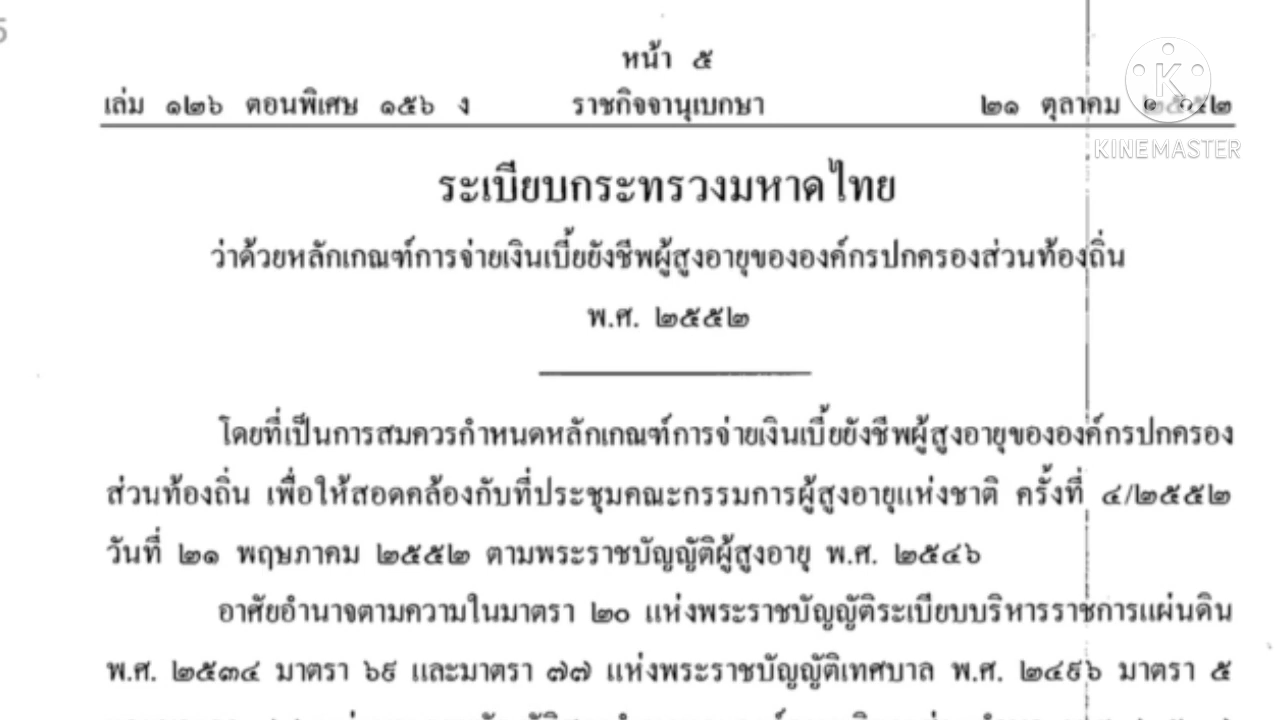 หน้า ๕
เล่ม ๑๒๖ ตอนพิเศษ ๑๕๖ ง ราชกิจจานุเบกษา ๒๑ ตุลาคม ๒๕๕๒
KINEMASTER
ระเบียบกระทรวงมหาดไทย
ว่าด้วยหลักเกณฑ์การจ่ายเงินเบี้ยยังชีพผู้สูงอายุขององค์กรปกครองส่วนท้องถิ่น
พ.ศ. ๒๕๕๒
โดยที่เป็นการสมควรกำหนดหลักเกณฑ์การจ่ายเงินเบี้ยยังชีพผู้สูงอายุขององค์กรปกครอง
ส่วนท้องถิ่น เพื่อให้สอดคล้องกับที่ประชุมคณะกรรมการผู้สูงอายุแห่งชาติ ครั้งที่ ๔/๒๕๕๒
วันที่ ๒๑ พฤษภาคม ๒๕๕๒ ตามพระราชบัญญัติผู้สูงอายุ พ.ศ. ๒๕๔๖
อาศัยอำนาจตามความในมาตรา ๒๐ แห่งพระราชบัญญัติระเบียบบริหารราชการแผ่นดิน
พ.ศ. ๒๕๓๔ มาตรา ๖๙ และมาตรา ๗๗ แห่งพระราชบัญญัติเทศบาล พ.ศ. ๒๔๙๖ มาตรา ๕